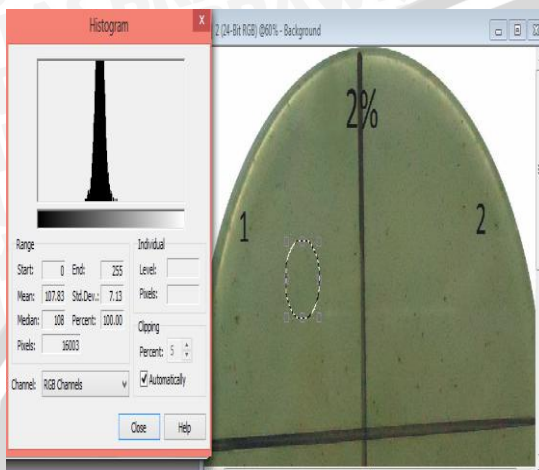 Histogram
X
2 (24-Bit RGB) @60% - Background
Range
Start: 0 End: 255
Mean: 107.83 Std.Dev.: 7.13
Median: 108 Percent: 100.00
Pixels: 16003
Individual
Level:
Pixels:
Clipping
Percent: 5
Automatically
Channel: RGB Channels
Close
Help
2%
1
2